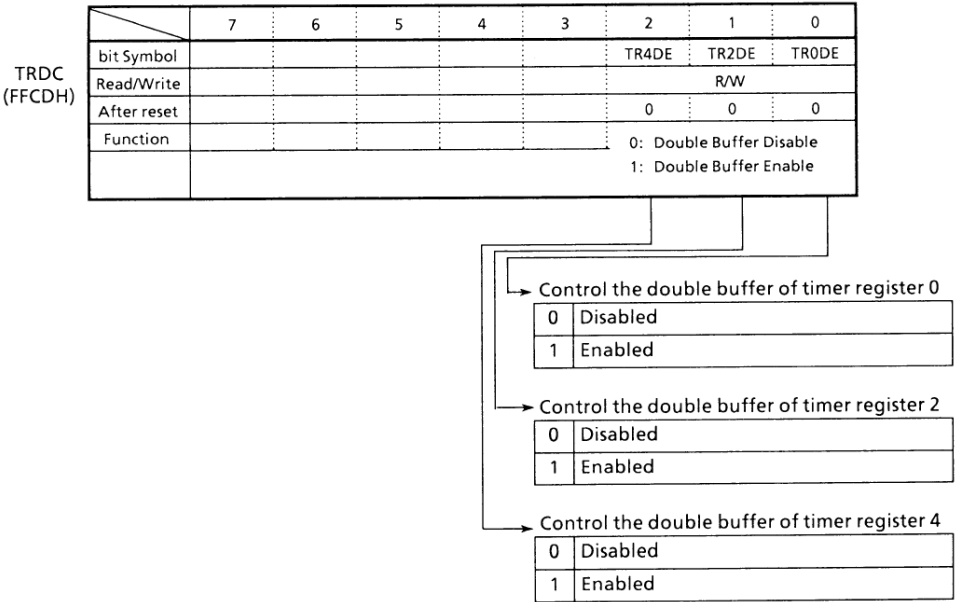 7 6 5 4 3 2 1 0
bit Symbol TR4DE TR2DE TR0DE
TRDC
(FFCDH)
Read/Write R/W
After reset 0 0 0
Function 0: Double Buffer Disable
1: Double Buffer Enable
Control the double buffer of timer register 0
0 Disabled
1 Enabled
Control the double buffer of timer register 2
0 Disabled
1 Enabled
Control the double buffer of timer register 4
0 Disabled
1 Enabled